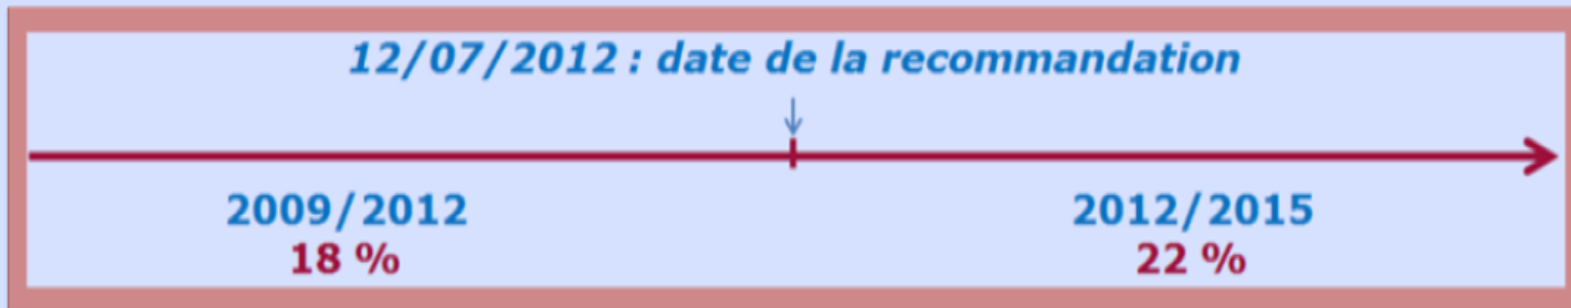 12/07/2012 : date de la recommandation
2009/2012
18 %
2012/2015
22 %